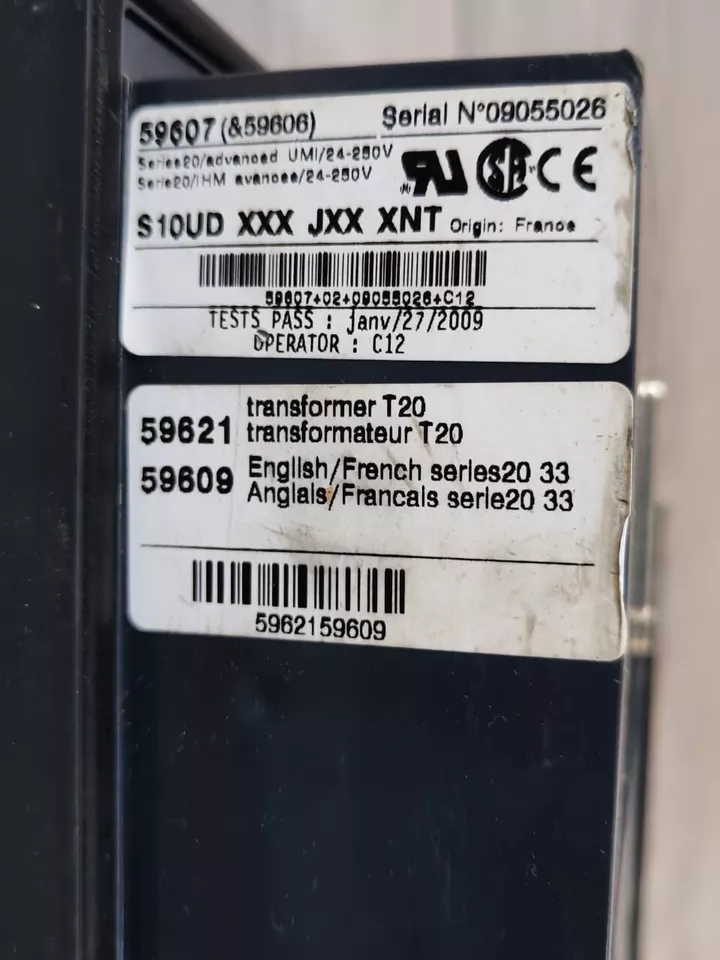 59607 (&59606) Serial N°09055026
Series20/advanced UMI/24-250V
Serie20/IHM avancee/24-250V
S10UD XXX JXX XNT Origin: France
59607+02+09055026+C12
TESTS PASS : Janv/27/2009
OPERATOR : C12
59621 transformer T20
transformateur T20
59609 English/French series20 33
Anglais/Francais serie20 33
5962159609